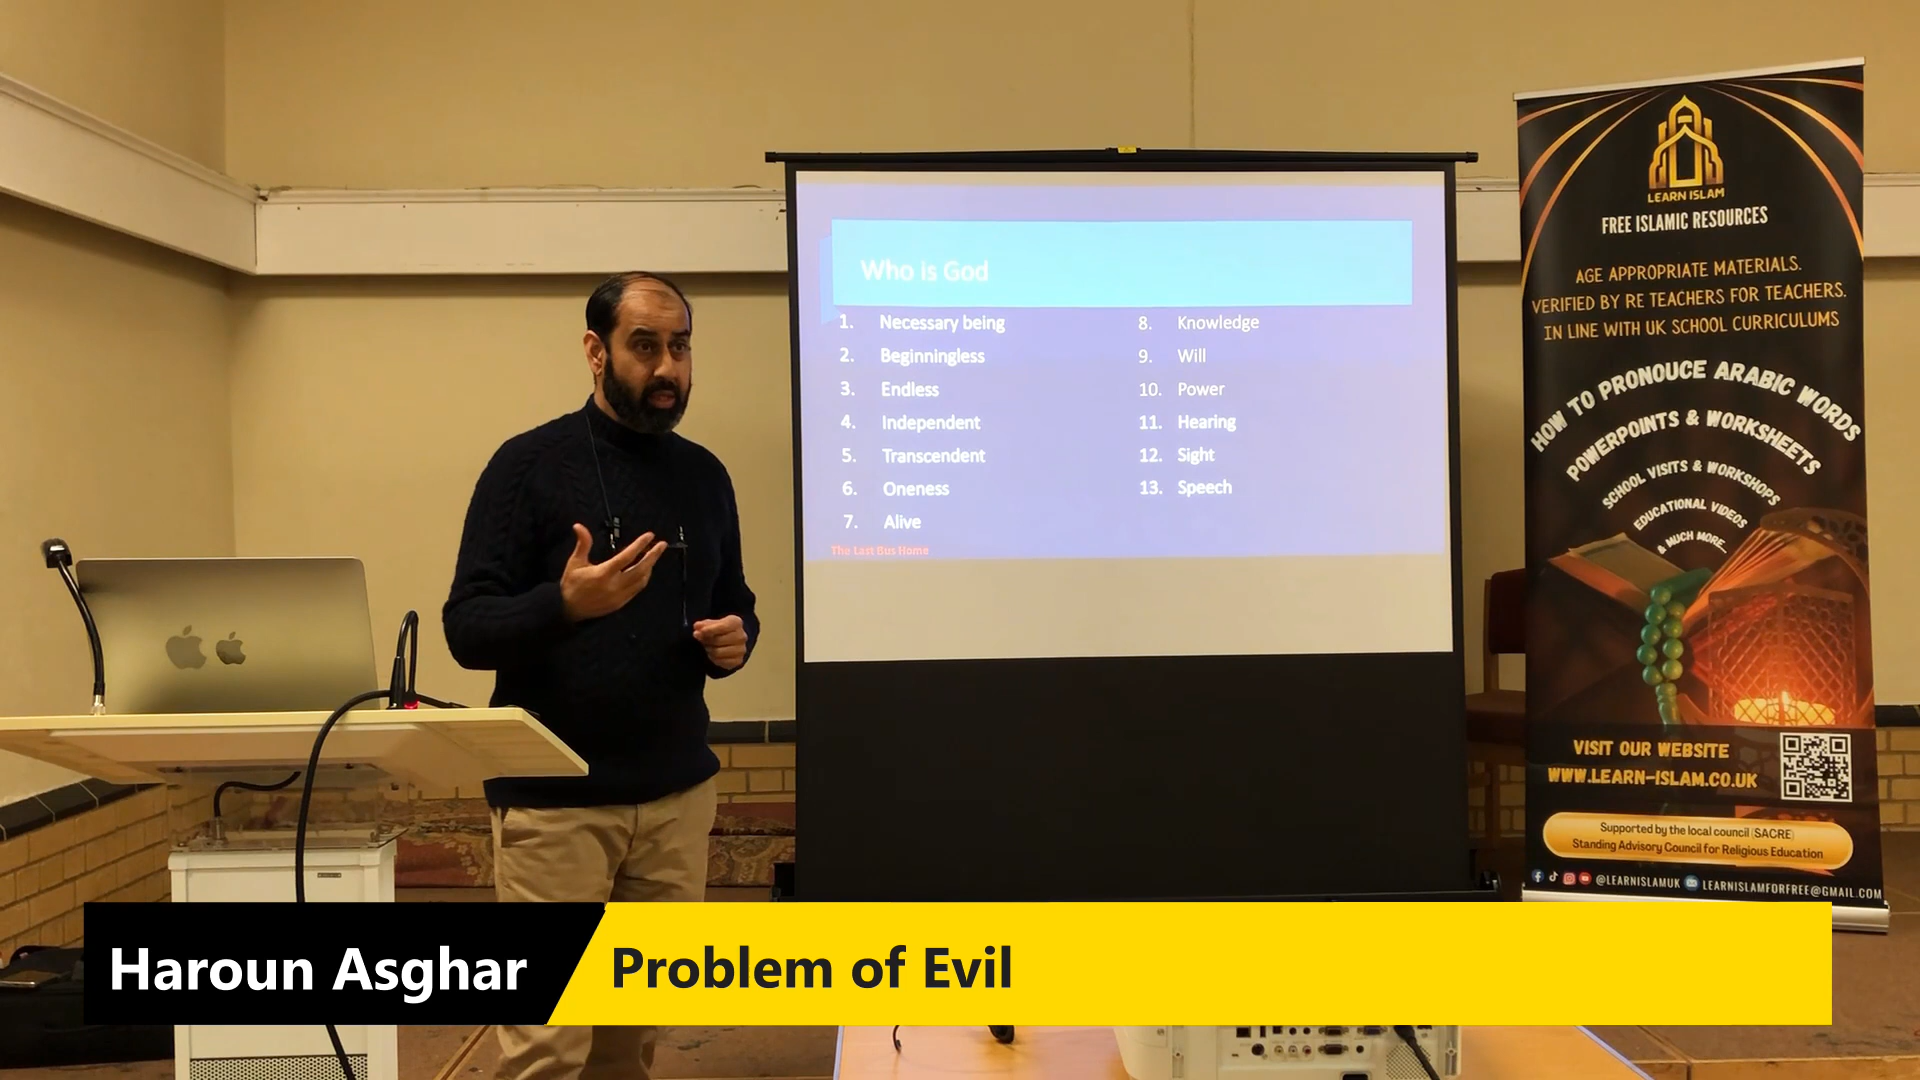 Who is God
1. Necessary being
2. Beginningless
3. Endless
4. Independent
5. Transcendent
6. Oneness
7. Alive
8. Knowledge
9. Will
10. Power
11. Hearing
12. Sight
13. Speech
The Last Bus Home
LEARN ISLAM
FREE ISLAMIC RESOURCES
AGE APPROPRIATE MATERIALS.
VERIFIED BY RE TEACHERS FOR TEACHERS.
IN LINE WITH UK SCHOOL CURRICULUMS
HOW TO PRONOUCE ARABIC WORDS
POWERPOINTS & WORKSHEETS
SCHOOL VISITS & WORKSHOPS
EDUCATIONAL VIDEOS
& MUCH MORE...
VISIT OUR WEBSITE
WWW.LEARN-ISLAM.CO.UK
Supported by the local council (SACRE)
Standing Advisory Council for Religious Education
@LEARNISLAMUK LEARNISLAMFORFREE@GMAIL.COM
Haroun Asghar
Problem of Evil